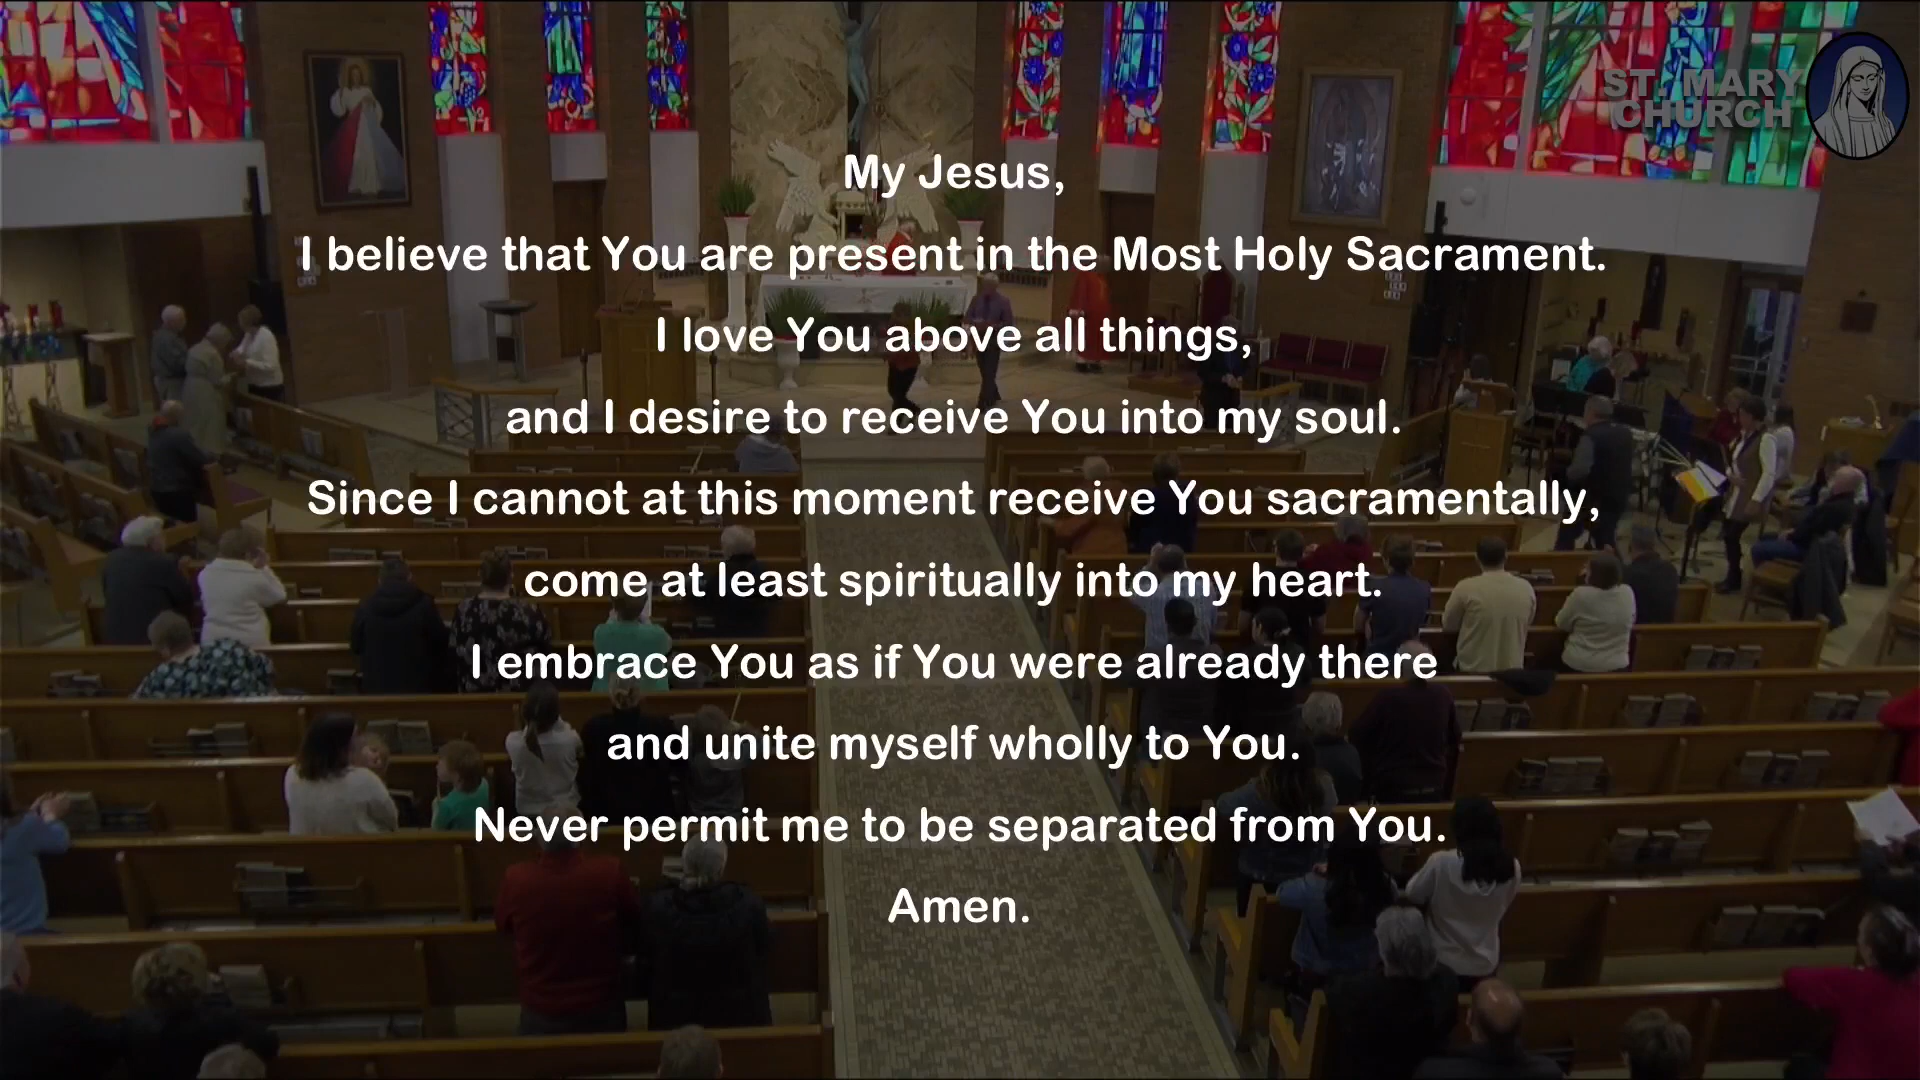 ST. MARY
CHURCH
My Jesus,
I believe that You are present in the Most Holy Sacrament.
I love You above all things,
and I desire to receive You into my soul.
Since I cannot at this moment receive You sacramentally,
come at least spiritually into my heart.
I embrace You as if You were already there
and unite myself wholly to You.
Never permit me to be separated from You.
Amen.